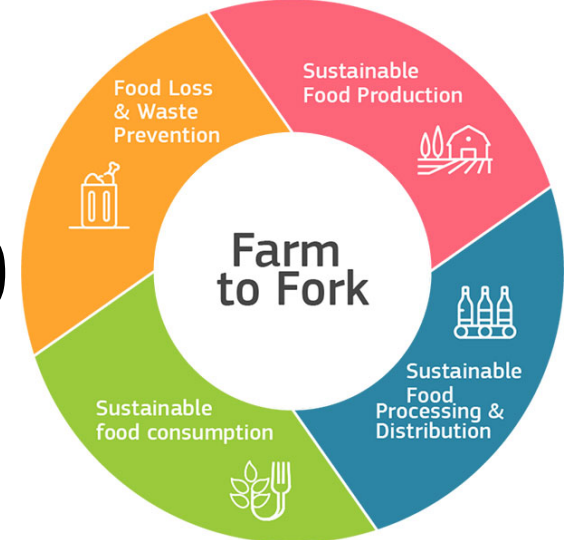 Food Loss
& Waste
Prevention
Sustainable
Food Production
Farm
to Fork
Sustainable
Food
Processing &
Distribution
Sustainable
food consumption